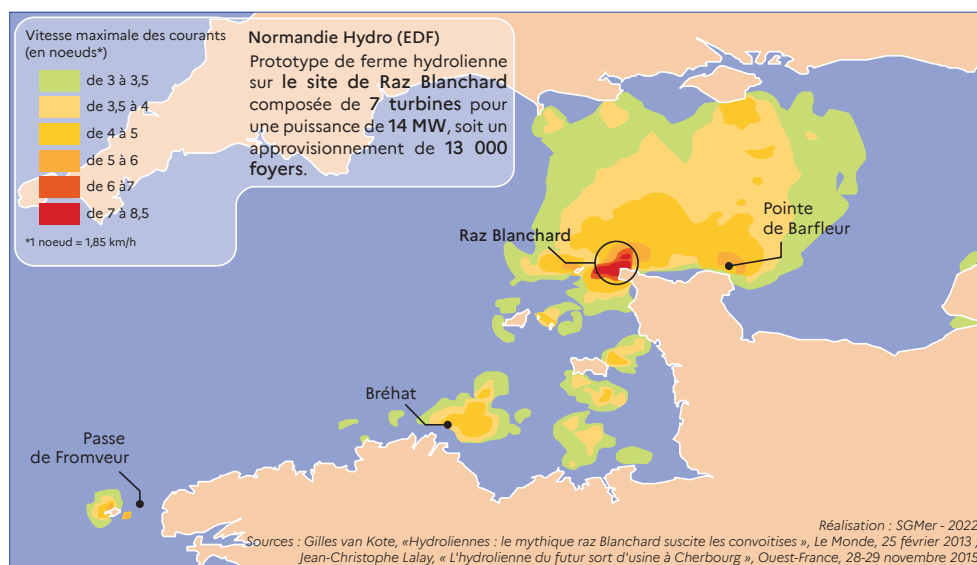 Vitesse maximale des courants
(en noeuds*)
de 3 à 3,5
de 3,5 à 4
de 4 à 5
de 5 à 6
de 6 à7
de 7 à 8,5
*1 noeud = 1,85 km/h
Normandie Hydro (EDF)
Prototype de ferme hydrolienne
sur le site de Raz Blanchard
composée de 7 turbines pour
une puissance de 14 MW, soit un
approvisionnement de 13 000
foyers.
Raz Blanchard
Pointe
de Barfleur
Bréhat
Passe
de Fromveur
Réalisation : SGMer - 2022
Sources : Gilles van Kote, «Hydroliennes : le mythique raz Blanchard suscite les convoitises », Le Monde, 25 février 2013 ;
Jean-Christophe Lalay, « L'hydrolienne du futur sort d'usine à Cherbourg », Ouest-France, 28-29 novembre 2015